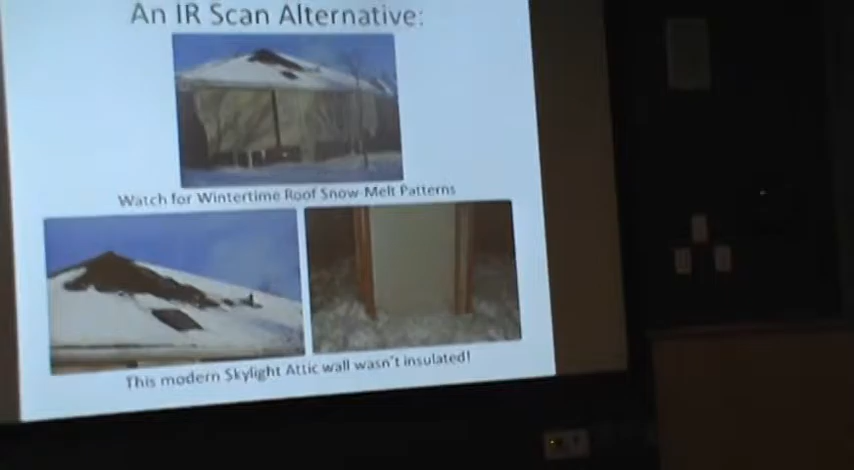 An IR Scan Alternative:
Watch for Wintertime Roof Snow-Melt Patterns
This modern Skylight Attic wall wasn't insulated!